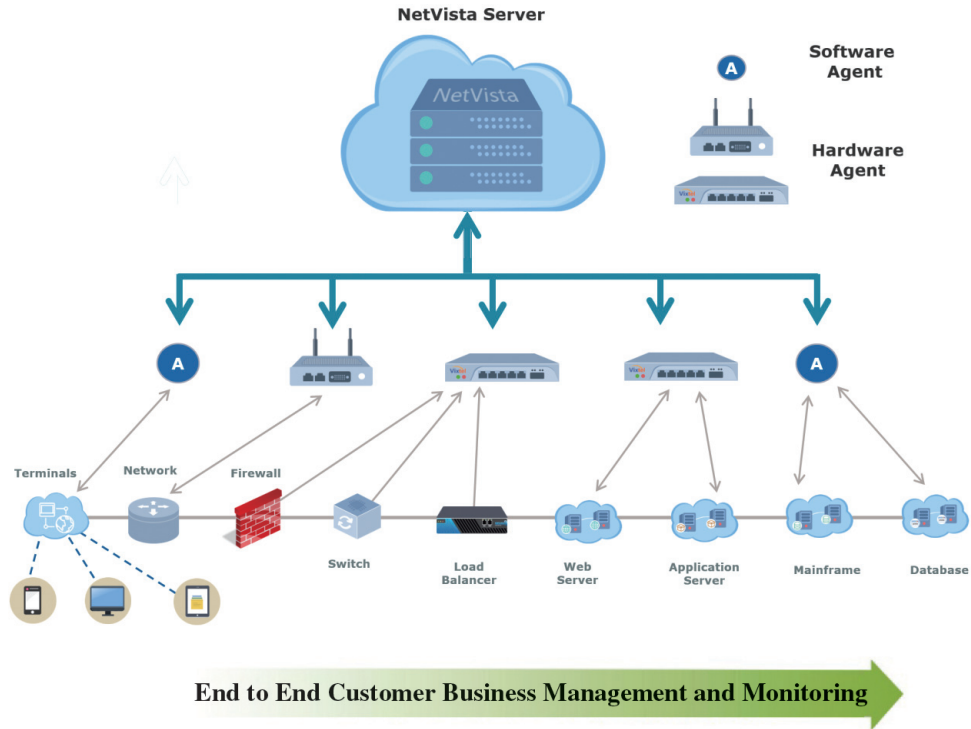 NetVista Server
NetVista
A
Software
Agent
Hardware
Agent
A
A
Terminals
Network
Firewall
Switch
Load
Balancer
Web
Server
Application
Server
Mainframe
Database
End to End Customer Business Management and Monitoring